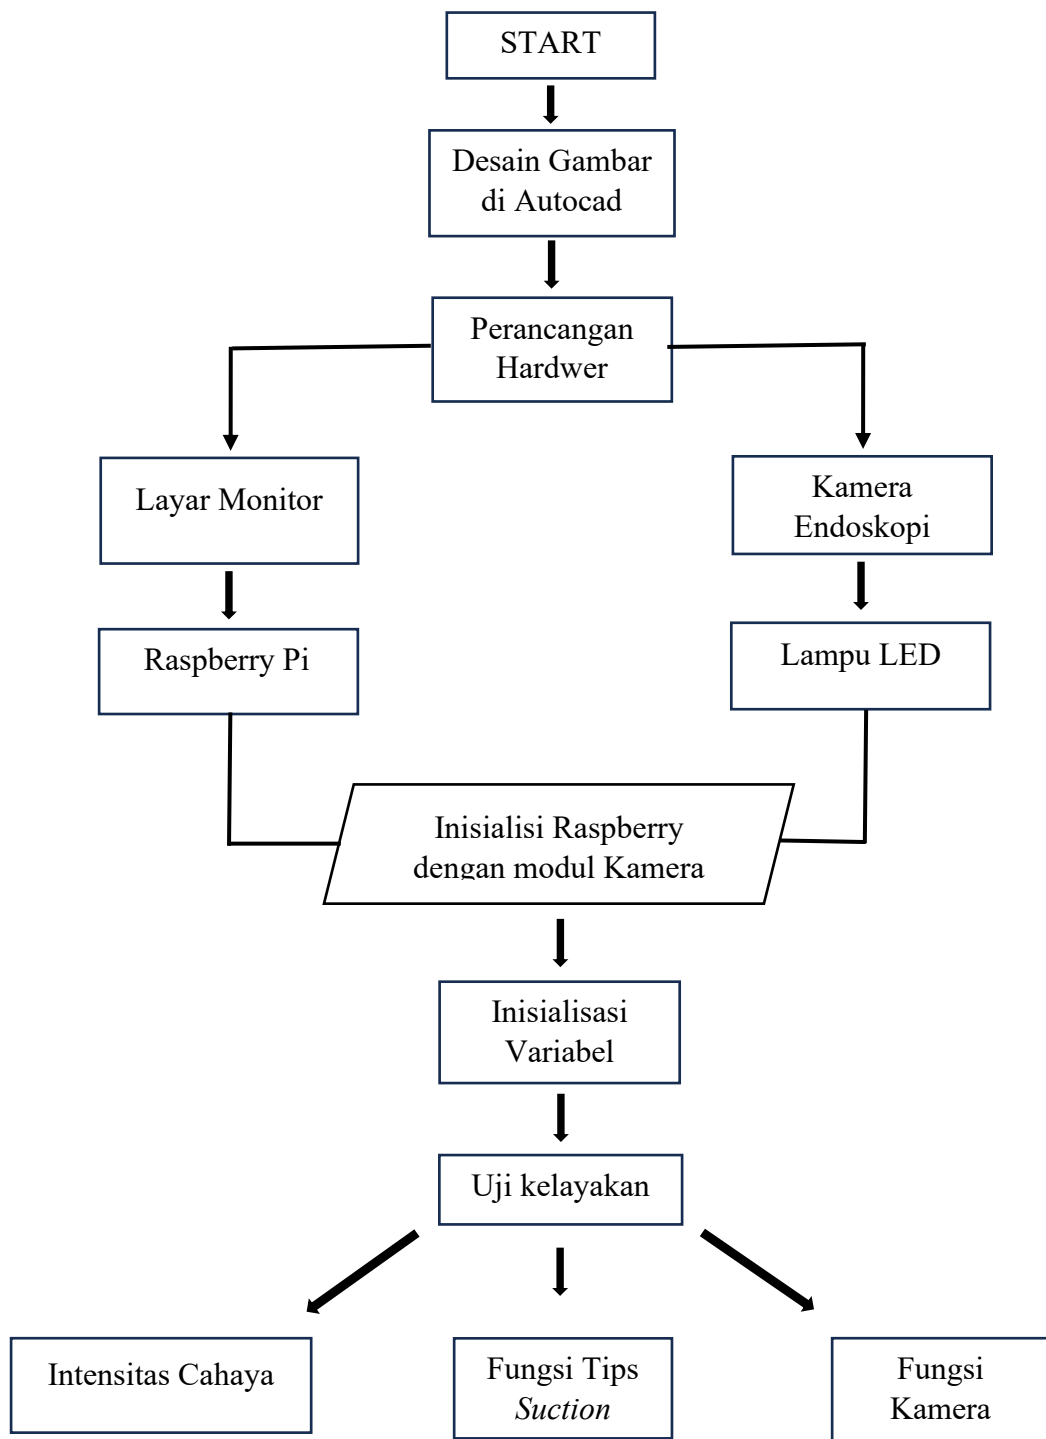 START
Desain Gambar
di Autocad
Perancangan
Hardwer
Layar Monitor
Kamera
Endoskopi
Raspberry Pi
Lampu LED
Inisialisi Raspberry
dengan modul Kamera
Inisialisasi
Variabel
Uji kelayakan
Intensitas Cahaya
Fungsi Tips
Suction
Fungsi
Kamera